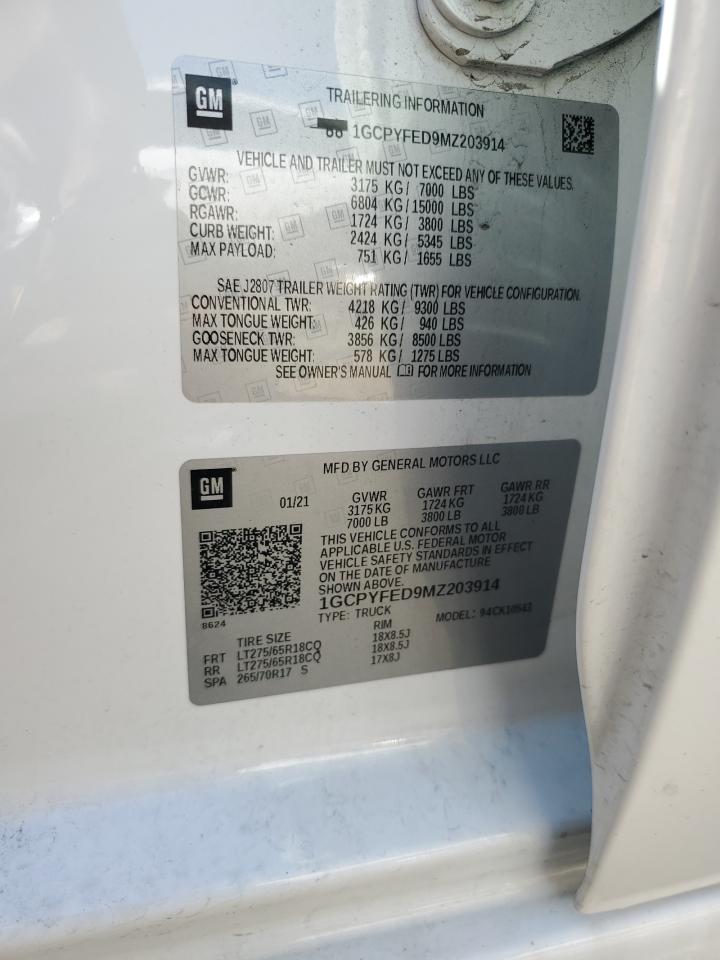 GM
TRAILERING INFORMATION
1GCPYFED9MZ203914
VEHICLE AND TRAILER MUST NOT EXCEED ANY OF THESE VALUES.
GVWR: 3175 KG/ 7000 LBS
GCWR: 6804 KG/15000 LBS
RGAWR: 1724 KG/ 3800 LBS
CURB WEIGHT: 2424 KG/ 5345 LBS
MAX PAYLOAD: 751 KG/ 1655 LBS
SAE J2807 TRAILER WEIGHT RATING (TWR) FOR VEHICLE CONFIGURATION.
CONVENTIONAL TWR: 4218 KG/ 9300 LBS
MAX TONGUE WEIGHT: 426 KG/ 940 LBS
GOOSENECK TWR: 3856 KG/ 8500 LBS
MAX TONGUE WEIGHT: 578 KG/ 1275 LBS
SEE OWNER'S MANUAL FOR MORE INFORMATION
GM
MFD BY GENERAL MOTORS LLC
01/21 GVWR GAWR FRT GAWR RR
3175 KG 1724 KG 1724 KG
7000 LB 3800 LB 3800 LB
THIS VEHICLE CONFORMS TO ALL
APPLICABLE U.S. FEDERAL MOTOR
VEHICLE SAFETY STANDARDS IN EFFECT
ON THE DATE OF MANUFACTURE
SHOWN ABOVE.
1GCPYFED9MZ203914
8624 TYPE: TRUCK MODEL:
TIRE SIZE RIM
FRT LT275/65R18CQ 18X8.5J
RR LT275/65R18CQ 18X8.5J
SPA 265/70R17 S 17X8J